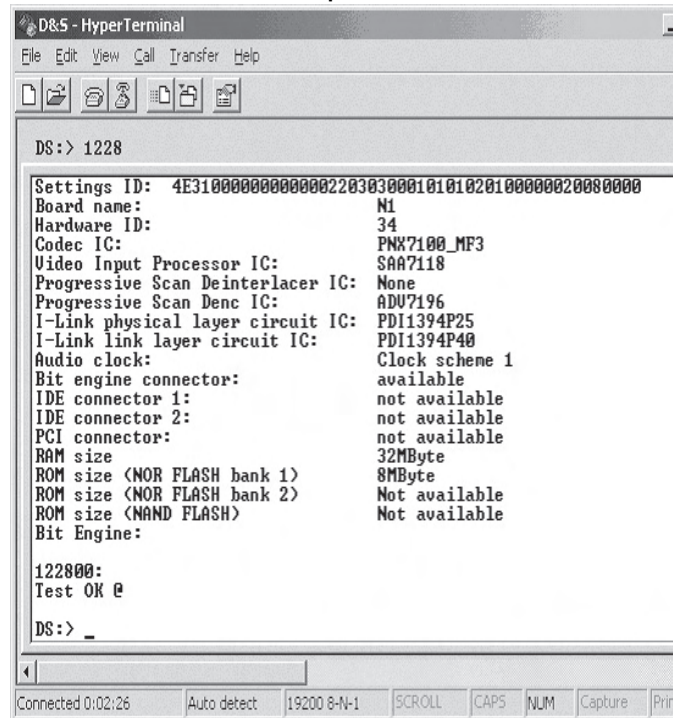 D&S - HyperTerminal
File Edit View Call Transfer Help
DS:> 1228
Settings ID: 4E3100000000000022030300010101020100000020080000
Board name: N1
Hardware ID: 34
Codec IC: PNX7100_MF3
Video Input Processor IC: SAA7118
Progressive Scan Deinterlacer IC: None
Progressive Scan Denc IC: ADV7196
I-Link physical layer circuit IC: PDI1394P25
I-Link link layer circuit IC: PDI1394P40
Audio clock: Clock scheme 1
Bit engine connector: available
IDE connector 1: not available
IDE connector 2: not available
PCI connector: not available
RAM size 32MByte
ROM size (NOR FLASH bank 1) 8MByte
ROM size (NOR FLASH bank 2) Not available
ROM size (NAND FLASH) Not available
Bit Engine:
122800:
Test OK @
DS:> _
Connected 0:02:26 Auto detect 19200 8-N-1 SCROLL CAPS NUM Capture Prin